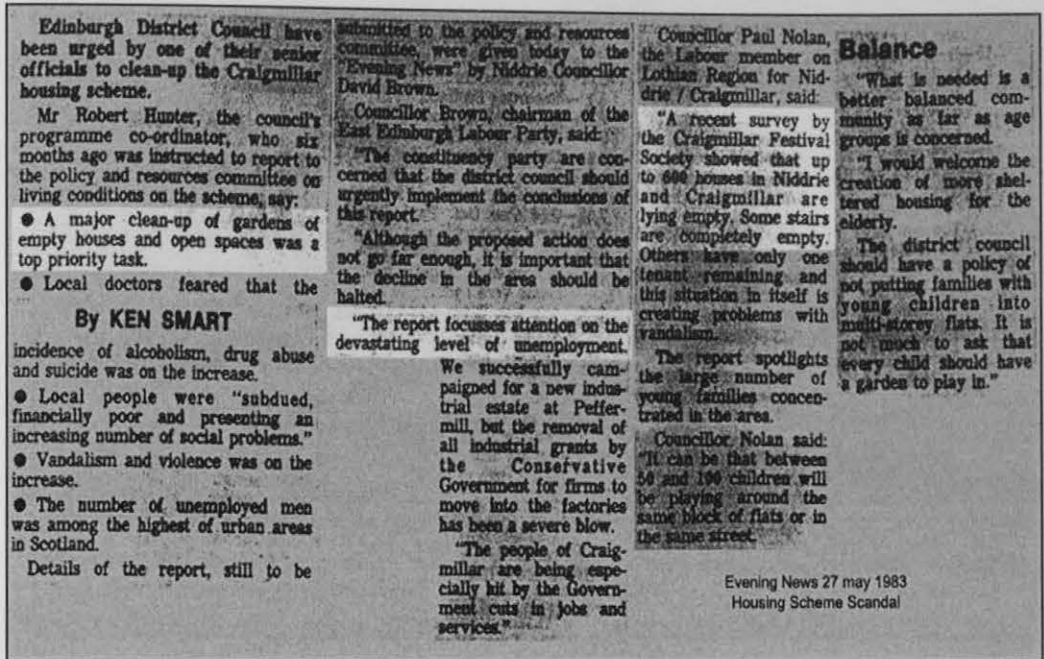 Edinburgh District Council have
been urged by one of their senior
officials to clean-up the Craigmillar
housing scheme.
Mr Robert Hunter, the council's
programme co-ordinator, who six
months ago was instructed to report to
the policy and resources committee on
living conditions on the scheme, say:
● A major clean-up of gardens of
empty houses and open spaces was a
top priority task.
● Local doctors feared that the
By KEN SMART
incidence of alcoholism, drug abuse
and suicide was on the increase.
● Local people were "subdued,
financially poor and presenting an
increasing number of social problems."
● Vandalism and violence was on the
increase.
● The number of unemployed men
was among the highest of urban areas
in Scotland.
Details of the report, still to be
submitted to the policy and resources
committee, were given today to the
"Evening News" by Niddrie Councillor
David Brown.
Councillor Brown, chairman of the
East Edinburgh Labour Party, said:
"The constituency party are con-
cerned that the district council should
urgently implement the conclusions of
this report.
"Although the proposed action does
not go far enough, it is important that
the decline in the area should be
halted.
"The report focusses attention on the
devastating level of unemployment.
We successfully cam-
paigned for a new indus-
trial estate at Peffer-
mill, but the removal of
all industrial grants by
the Conservative
Government for firms to
move into the factories
has been a severe blow.
"The people of Craig-
millar are being espe-
cially hit by the Govern-
ment cuts in jobs and
services."
Councillor Paul Nolan,
the Labour member on
Lothian Region for Nid-
drie / Craigmillar, said:
"A recent survey by
the Craigmillar Festival
Society showed that up
to 600 houses in Niddrie
and Craigmillar are
lying empty. Some stairs
are completely empty.
Others have only one
tenant remaining and
this situation in itself is
creating problems with
vandalism.
The report spotlights
the large number of
young families concen-
trated in the area.
Councillor Nolan said:
"It can be that between
50 and 100 children will
be playing around the
same block of flats or in
the same street.
Balance
"What is needed is a
better balanced com-
munity as far as age
groups is concerned.
"I would welcome the
creation of more shel-
tered housing for the
elderly.
The district council
should have a policy of
not putting families with
young children into
multi-storey flats. It is
not much to ask that
every child should have
a garden to play in."
Evening News 27 may 1983
Housing Scheme Scandal